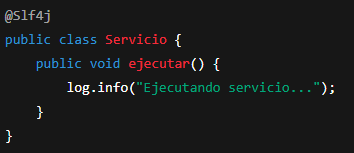 @Slf4j
public class Servicio {
    public void ejecutar() {
        log.info("Ejecutando servicio...");
    }
}